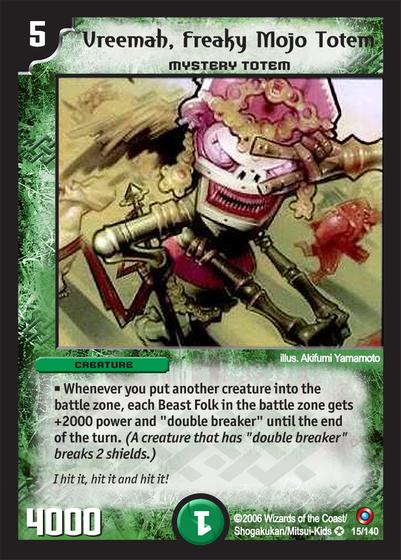 5
Vreemah, Freaky Mojo Totem
MYSTERY TOTEM
illus. Akifumi Yamamoto
CREATURE
▪ Whenever you put another creature into the
battle zone, each Beast Folk in the battle zone gets
+2000 power and "double breaker" until the end
of the turn. (A creature that has "double breaker"
breaks 2 shields.)
I hit it, hit it and hit it!
4000
1
©2006 Wizards of the Coast/
Shogakukan/Mitsui-Kids ✪ 15/140